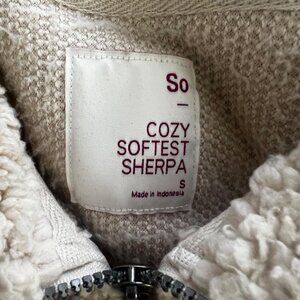 So
COZY
SOFTEST
SHERPA
S
Made in Indonesia